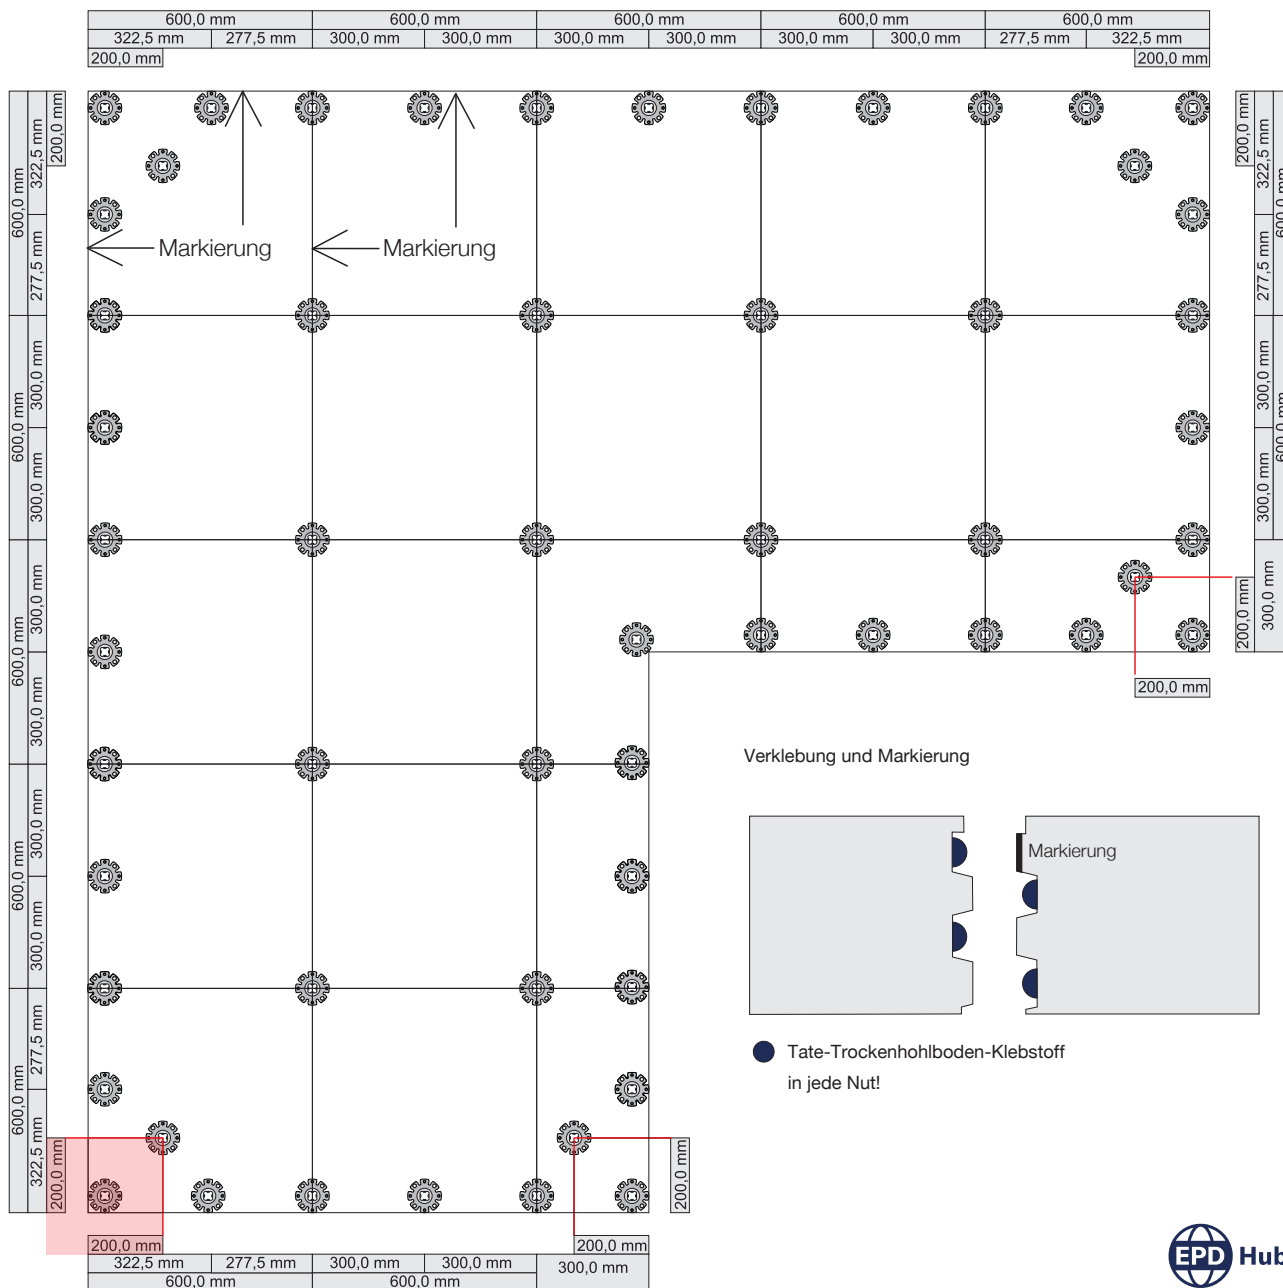 600,0 mm 600,0 mm 600,0 mm 600,0 mm 600,0 mm
322,5 mm 277,5 mm 300,0 mm 300,0 mm 300,0 mm 300,0 mm 300,0 mm 300,0 mm 277,5 mm 322,5 mm
200,0 mm 200,0 mm
600,0 mm 600,0 mm 600,0 mm 600,0 mm 600,0 mm
322,5 mm 277,5 mm 300,0 mm 300,0 mm 300,0 mm 300,0 mm 300,0 mm 300,0 mm 277,5 mm 322,5 mm
200,0 mm
200,0 mm
Markierung Markierung
200,0 mm
322,5 mm 277,5 mm 300,0 mm 300,0 mm 300,0 mm
600,0 mm 600,0 mm
200,0 mm
200,0 mm
Verklebung und Markierung
Markierung
Tate-Trockenhohlboden-Klebstoff
in jede Nut!
200,0 mm
200,0 mm 200,0 mm
322,5 mm 277,5 mm 300,0 mm 300,0 mm 300,0 mm
600,0 mm 600,0 mm
EPD Hub